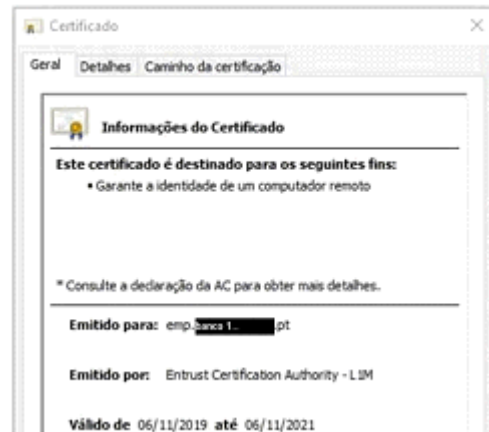 Certificado
Geral Detalhes Caminho da certificação
Informações do Certificado
Este certificado é destinado para os seguintes fins:
• Garante a identidade de um computador remoto
* Consulte a declaração da AC para obter mais detalhes.
Emitido para: emp.banco 1...pt
Emitido por: Entrust Certification Authority - L1M
Válido de 06/11/2019 até 06/11/2021